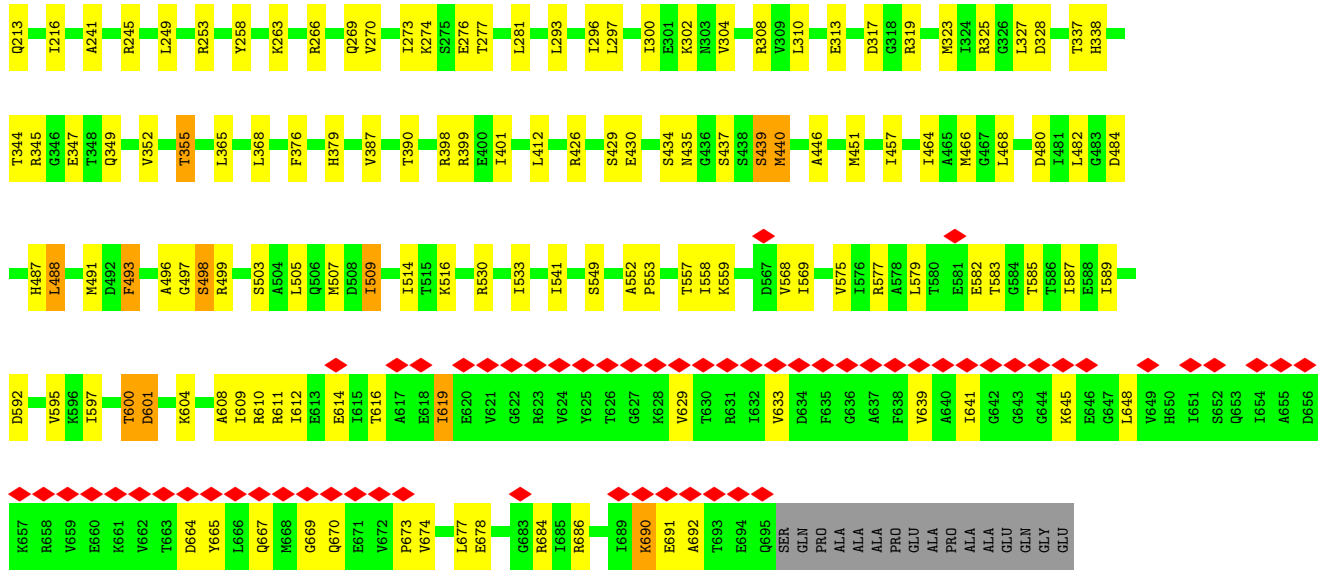 Q213 I216 A241 R245 L249 R253 Y258 K263 R266 Q269 V270 I273 K274 S275 E276 T277 L281 L293 I296 L297 I300 E301 K302 N303 V304 R308 V309 L310 E313 D317 G318 R319 M323 I324 R325 G326 L327 D328 T337 H338
T344 R345 G346 E347 T348 Q349 V352 T355 L365 L368 F376 H379 V387 T390 R398 R399 E400 I401 L412 R426 S429 E430 S434 N435 G436 S437 S438 S439 M440 A446 M451 I457 I464 A465 M466 G467 L468 D480 I481 L482 G483 D484
H487 L488 M491 D492 F493 A496 G497 S498 R499 S503 A504 L505 Q506 M507 D508 I509 I514 T515 K516 R530 I533 I541 S549 A552 P553 T557 I558 K559 D567 V568 I569 V575 I576 R577 A578 L579 T580 E581 E582 T583 G584 T585 T586 I587 E588 I589
D592 V595 K596 I597 T600 D601 K604 A608 I609 R610 R611 I612 E613 E614 I615 T616 A617 E618 I619 E620 V621 G622 R623 V624 Y625 T626 G627 K628 V629 T630 R631 I632 V633 D634 F635 G636 A637 F638 V639 A640 I641 G642 G643 G644 K645 E646 G647 L648 V649 H650 I651 S652 Q653 I654 A655 D656
K657 R658 V659 E660 K661 V662 T663 D664 Y665 L666 Q667 M668 G669 Q670 E671 V672 P673 V674 L677 E678 G683 R684 I685 R686 I689 K690 E691 A692 T693 E694 Q695 SER GLN PRO ALA ALA ALA PRO GLU ALA PRO ALA ALA GLU GLN GLY GLU